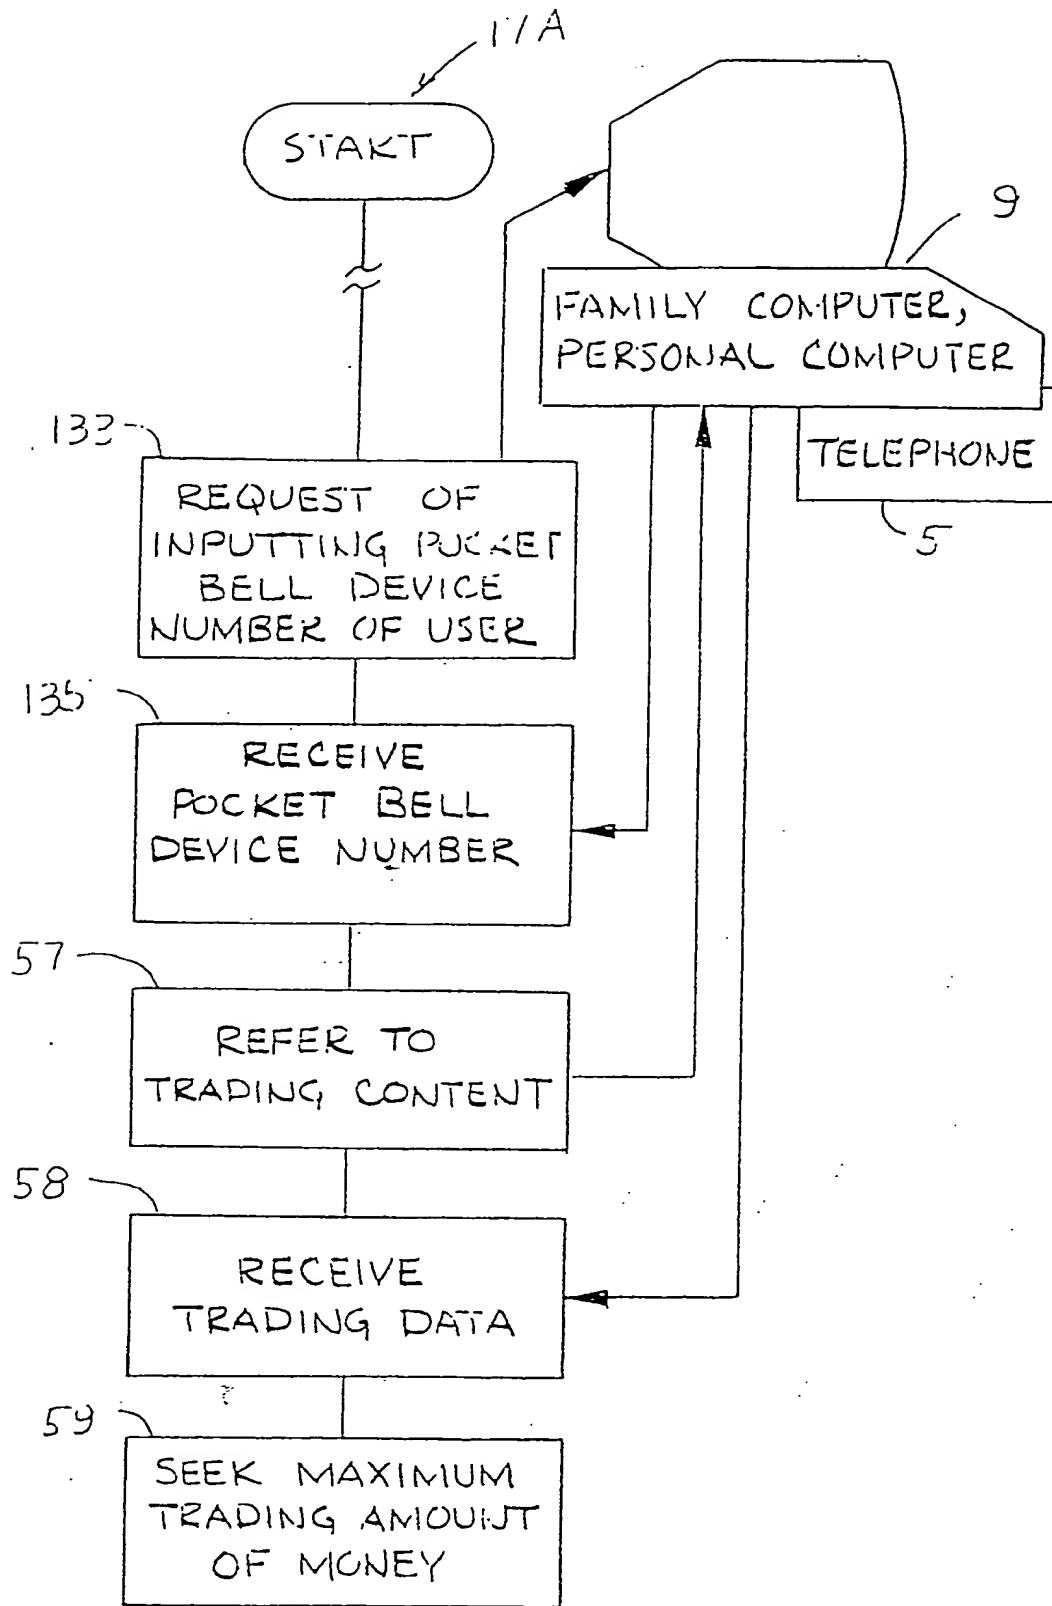 17A
START
9
FAMILY COMPUTER,
PERSONAL COMPUTER
133
TELEPHONE
REQUEST OF
INPUTTING POCKET
BELL DEVICE
NUMBER OF USER
5
135
RECEIVE
POCKET BELL
DEVICE NUMBER
57
REFER TO
TRADING CONTENT
58
RECEIVE
TRADING DATA
59
SEEK MAXIMUM
TRADING AMOUNT
OF MONEY